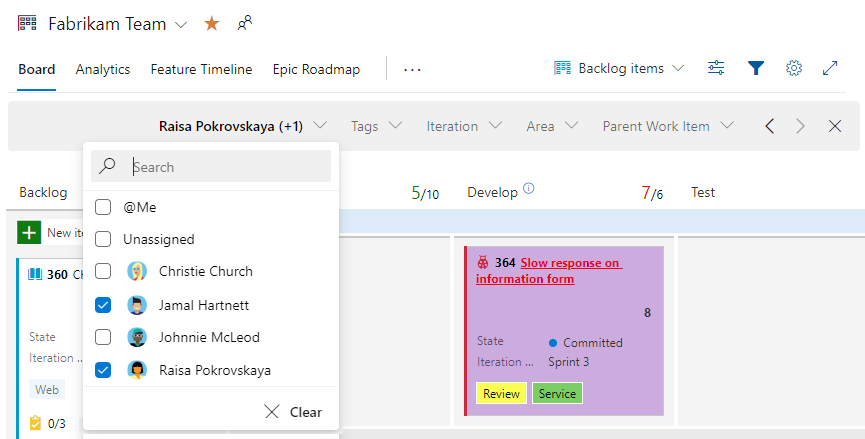 Fabrikam Team
Board Analytics Feature Timeline Epic Roadmap ... Backlog items
Raisa Pokrovskaya (+1) Tags Iteration Area Parent Work Item
Search
Backlog 5/10 Develop 7/6 Test
@Me
New
Unassigned
Christie Church
360
364 Slow response on
information form
Jamal Hartnett
8
State
Johnnie McLeod
State Committed
Iteration ...
Iteration ... Sprint 3
Raisa Pokrovskaya
Web
Review Service
Clear
0/3